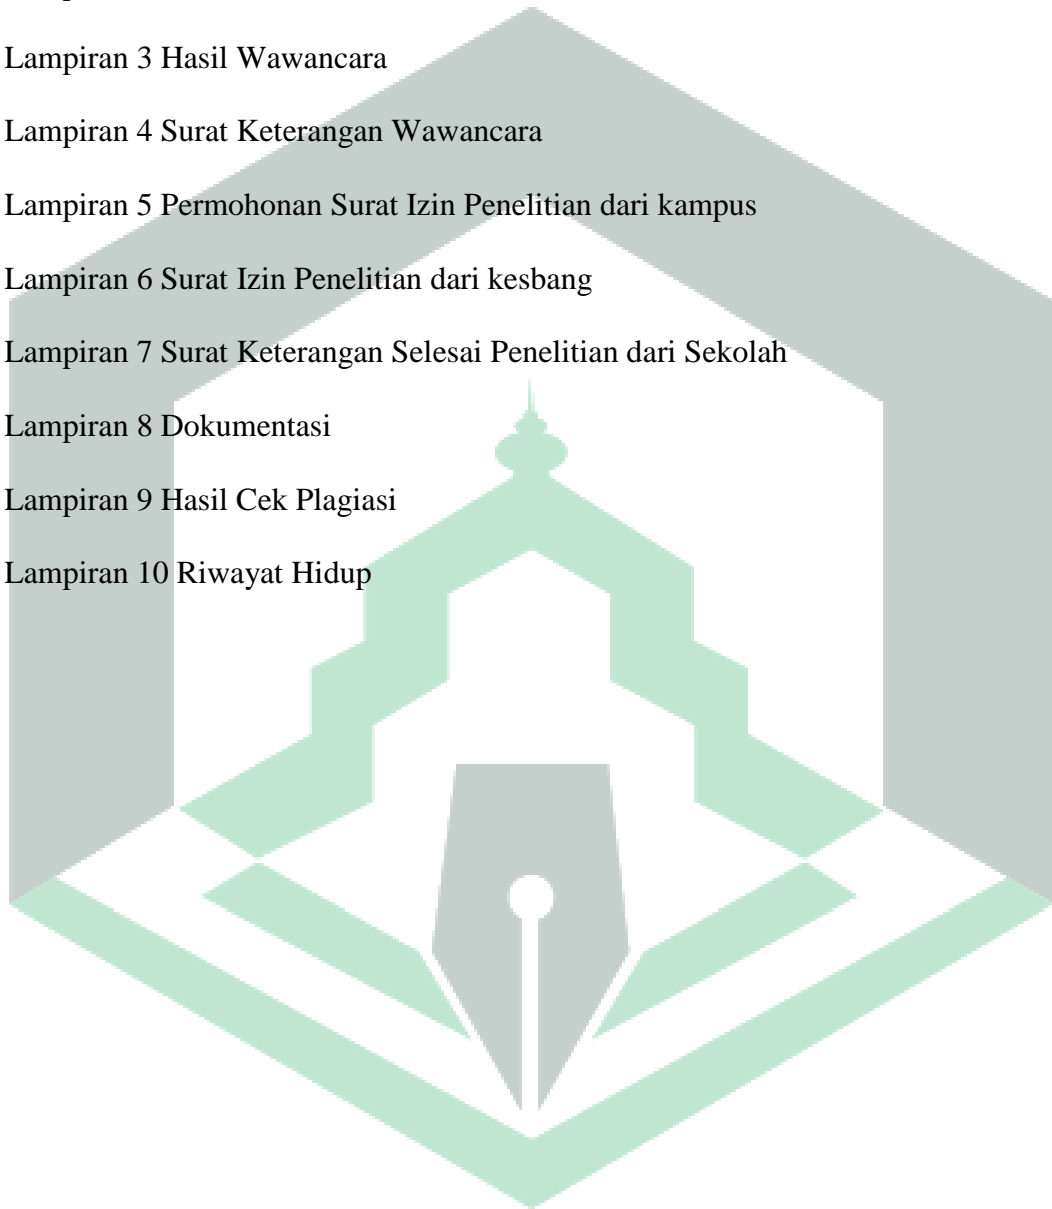 Lampiran 3 Hasil Wawancara
Lampiran 4 Surat Keterangan Wawancara
Lampiran 5 Permohonan Surat Izin Penelitian dari kampus
Lampiran 6 Surat Izin Penelitian dari kesbang
Lampiran 7 Surat Keterangan Selesai Penelitian dari Sekolah
Lampiran 8 Dokumentasi
Lampiran 9 Hasil Cek Plagiasi
Lampiran 10 Riwayat Hidup